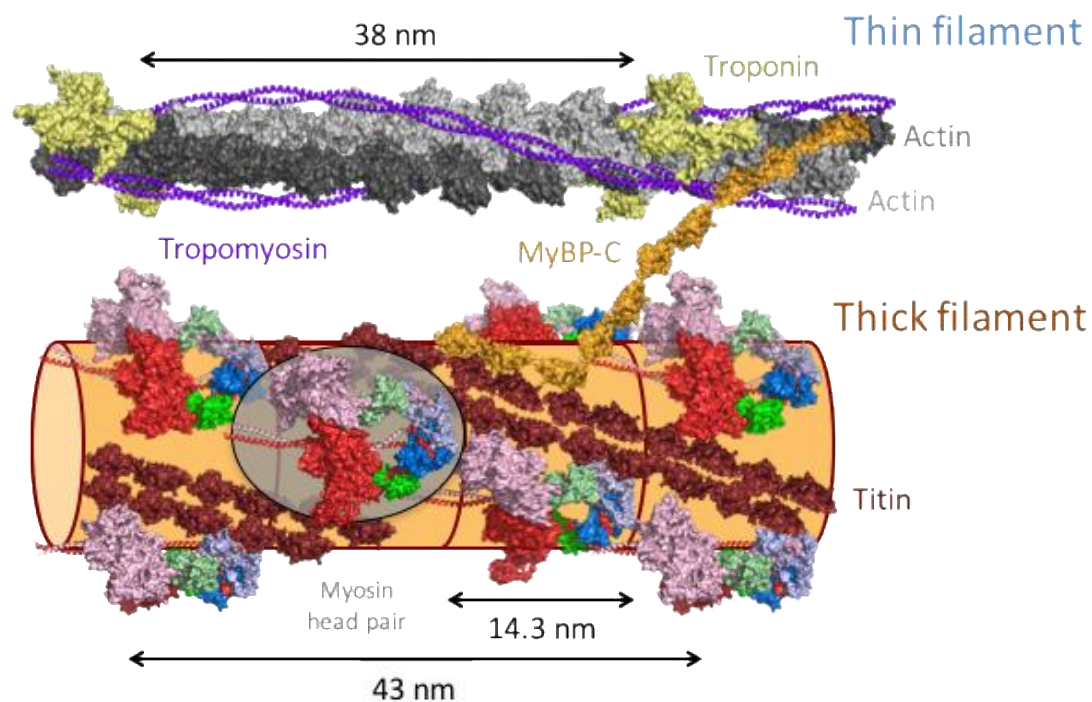 38 nm
Thin filament
Troponin
Actin
Actin
Tropomyosin
MyBP-C
Thick filament
Titin
Myosin
head pair
14.3 nm
43 nm